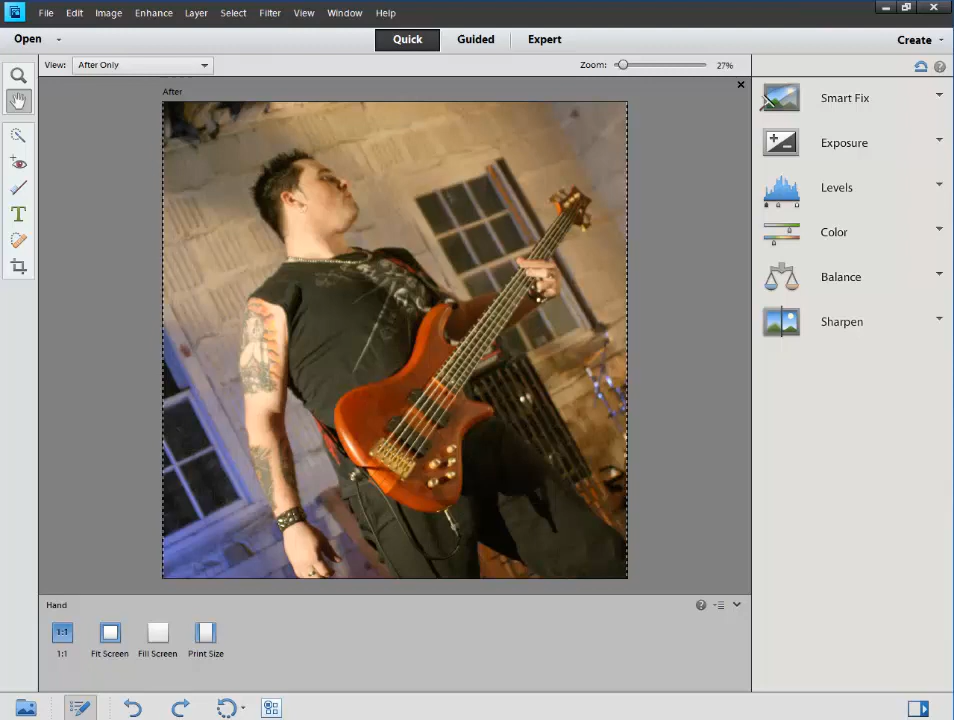 File Edit Image Enhance Layer Select Filter View Window Help
Open Quick Guided Expert Create
View: After Only Zoom: 27%
After
Smart Fix
Exposure
Levels
Color
Balance
Sharpen
T
Hand
1:1
1:1 Fit Screen Fill Screen Print Size